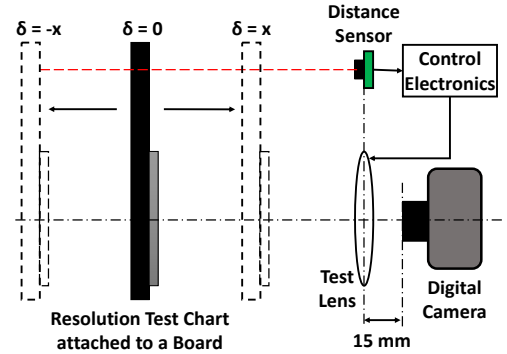 δ = -x
δ = 0
δ = x
Distance
Sensor
Control
Electronics
Test
Lens
Digital
Camera
15 mm
Resolution Test Chart
attached to a Board